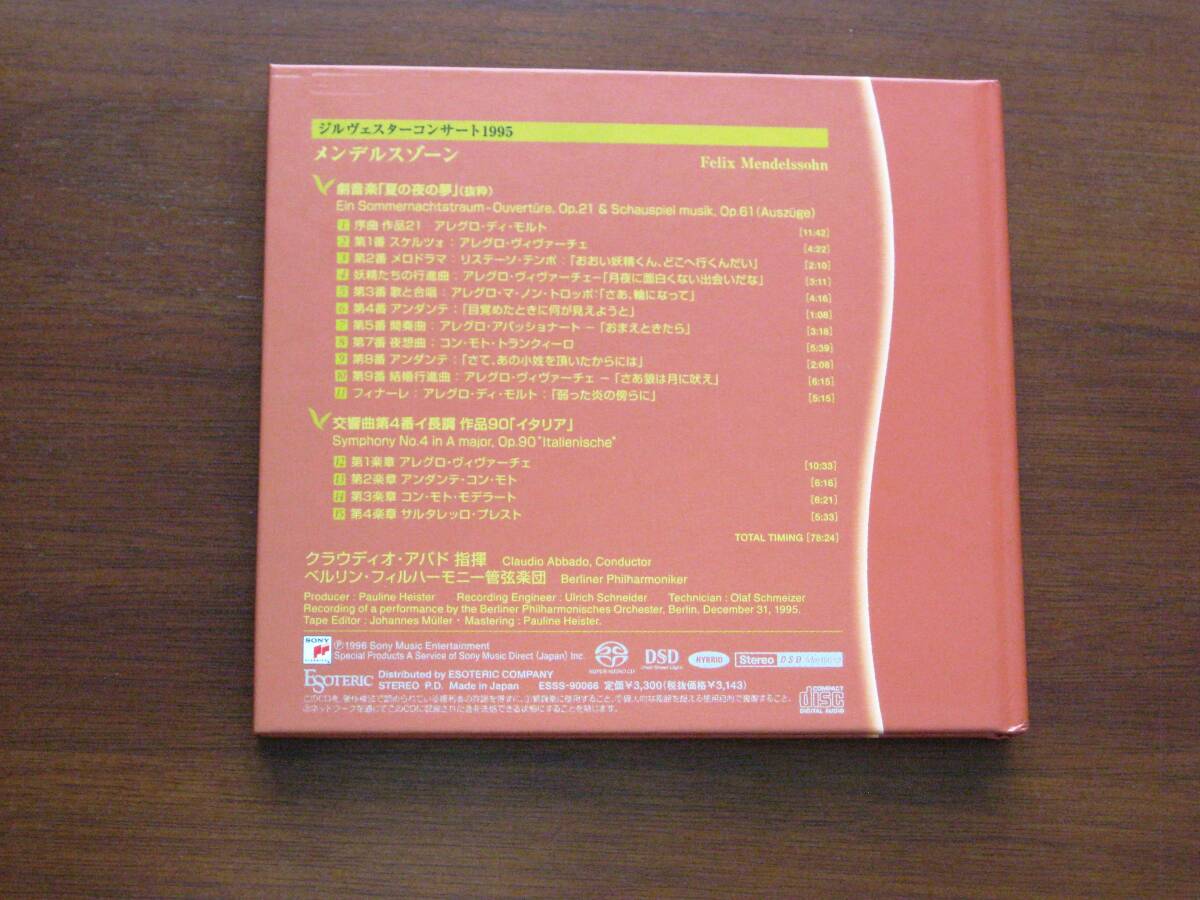 ジルヴェスターコンサート1995
メンデルスゾーン Felix Mendelssohn
劇音楽「夏の夜の夢」(抜粋)
Ein Sommernachtstraum-Ouvertüre, Op.21 & Schauspiel musik, Op.61 (Auszüge)
1 序曲 作品21 アレグロ・ディ・モルト [11:42]
2 第1番 スケルツォ:アレグロ・ヴィヴァーチェ [4:22]
3 第2番 メロドラマ:リステーソ・テンポ:「おおい妖精くん、どこへ行くんだい」 [2:10]
4 妖精たちの行進曲:アレグロ・ヴィヴァーチェ−「月夜に面白くない出会いだな」 [3:11]
5 第3番 歌と合唱:アレグロ・マ・ノン・トロッポ:「さあ、輪になって」 [4:16]
6 第4番 アンダンテ:「目覚めたときに何が見えようと」 [1:08]
7 第5番 間奏曲:アレグロ・アパッショナート −「おまえときたら」 [3:18]
8 第7番 夜想曲:コン・モト・トランクィーロ [5:39]
9 第8番 アンダンテ:「さて、あの小姓を頂いたからには」 [2:08]
10 第9番 結婚行進曲:アレグロ・ヴィヴァーチェ −「さあ狼は月に吠え」 [6:15]
11 フィナーレ:アレグロ・ディ・モルト:「弱った炎の傍らに」 [5:15]
交響曲第4番イ長調 作品90「イタリア」
Symphony No.4 in A major, Op.90 "Italienische"
12 第1楽章 アレグロ・ヴィヴァーチェ [10:33]
13 第2楽章 アンダンテ・コン・モト [6:16]
14 第3楽章 コン・モト・モデラート [6:21]
15 第4楽章 サルタレッロ・プレスト [5:33]
TOTAL TIMING [78:24]
クラウディオ・アバド 指揮 Claudio Abbado, Conductor
ベルリン・フィルハーモニー管弦楽団 Berliner Philharmoniker
Producer : Pauline Heister Recording Engineer : Ulrich Schneider Technician : Olaf Schmeizer
Recording of a performance by the Berliner Philharmonisches Orchester, Berlin, December 31, 1995.
Tape Editor : Johannes Müller・Mastering : Pauline Heister.
SONY
CLASSICAL
Ⓟ1996 Sony Music Entertainment
Special Products A Service of Sony Music Direct (Japan) Inc.
SUPER AUDIO CD DSD Direct Stream Digital HYBRID Stereo DSD Mastering
ESOTERIC Distributed by ESOTERIC COMPANY
STEREO P.D. Made in Japan ESSS-90066 定価¥3,300(税抜価格¥3,143)
COMPACT disc DIGITAL AUDIO